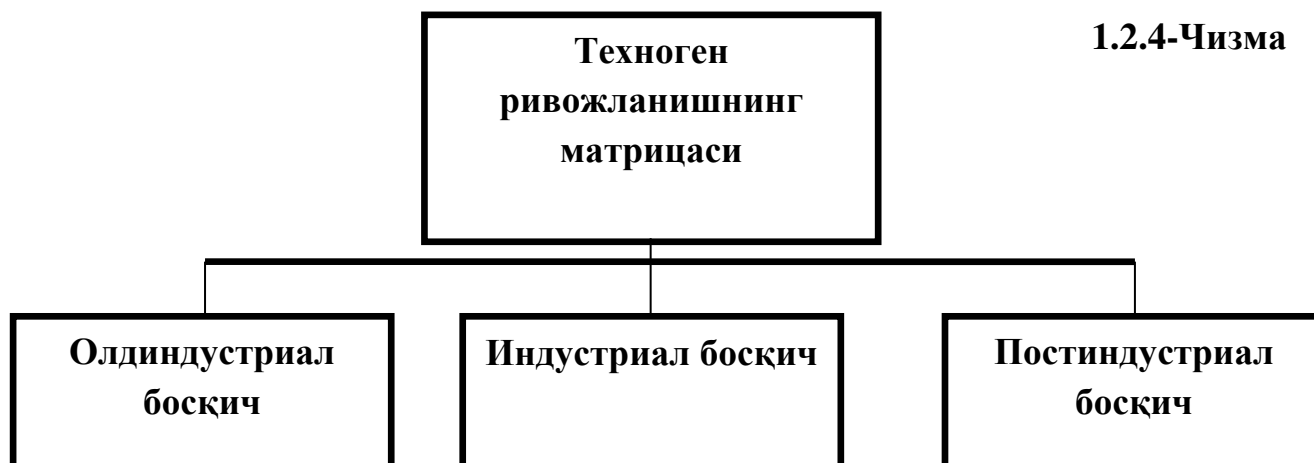 1.2.4-Чизма
Техноген
ривожланишнинг
матрицаси
Олдиндустриал
босқич
Индустриал босқич
Постиндустриал
босқич